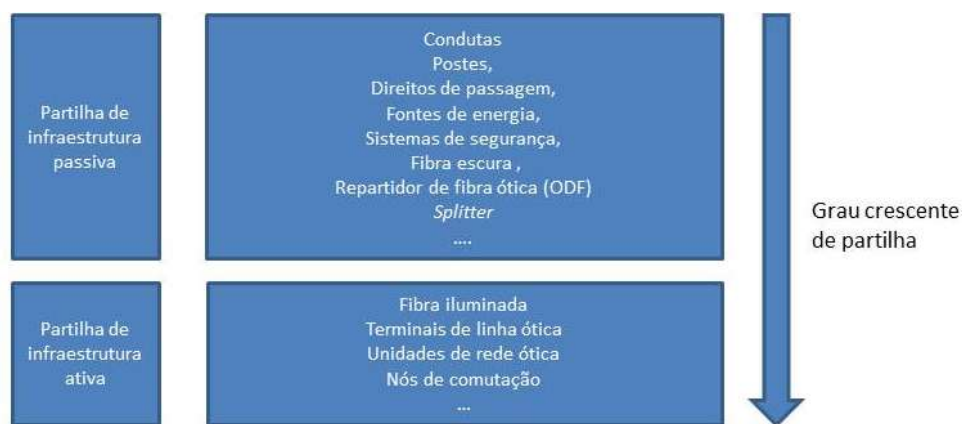 Partilha de
infraestrutura
passiva
Condutas
Postes,
Direitos de passagem,
Fontes de energia,
Sistemas de segurança,
Fibra escura ,
Repartidor de fibra ótica (ODF)
Splitter
....
Grau crescente
de partilha
Partilha de
infraestrutura
ativa
Fibra iluminada
Terminais de linha ótica
Unidades de rede ótica
Nós de comutação
...